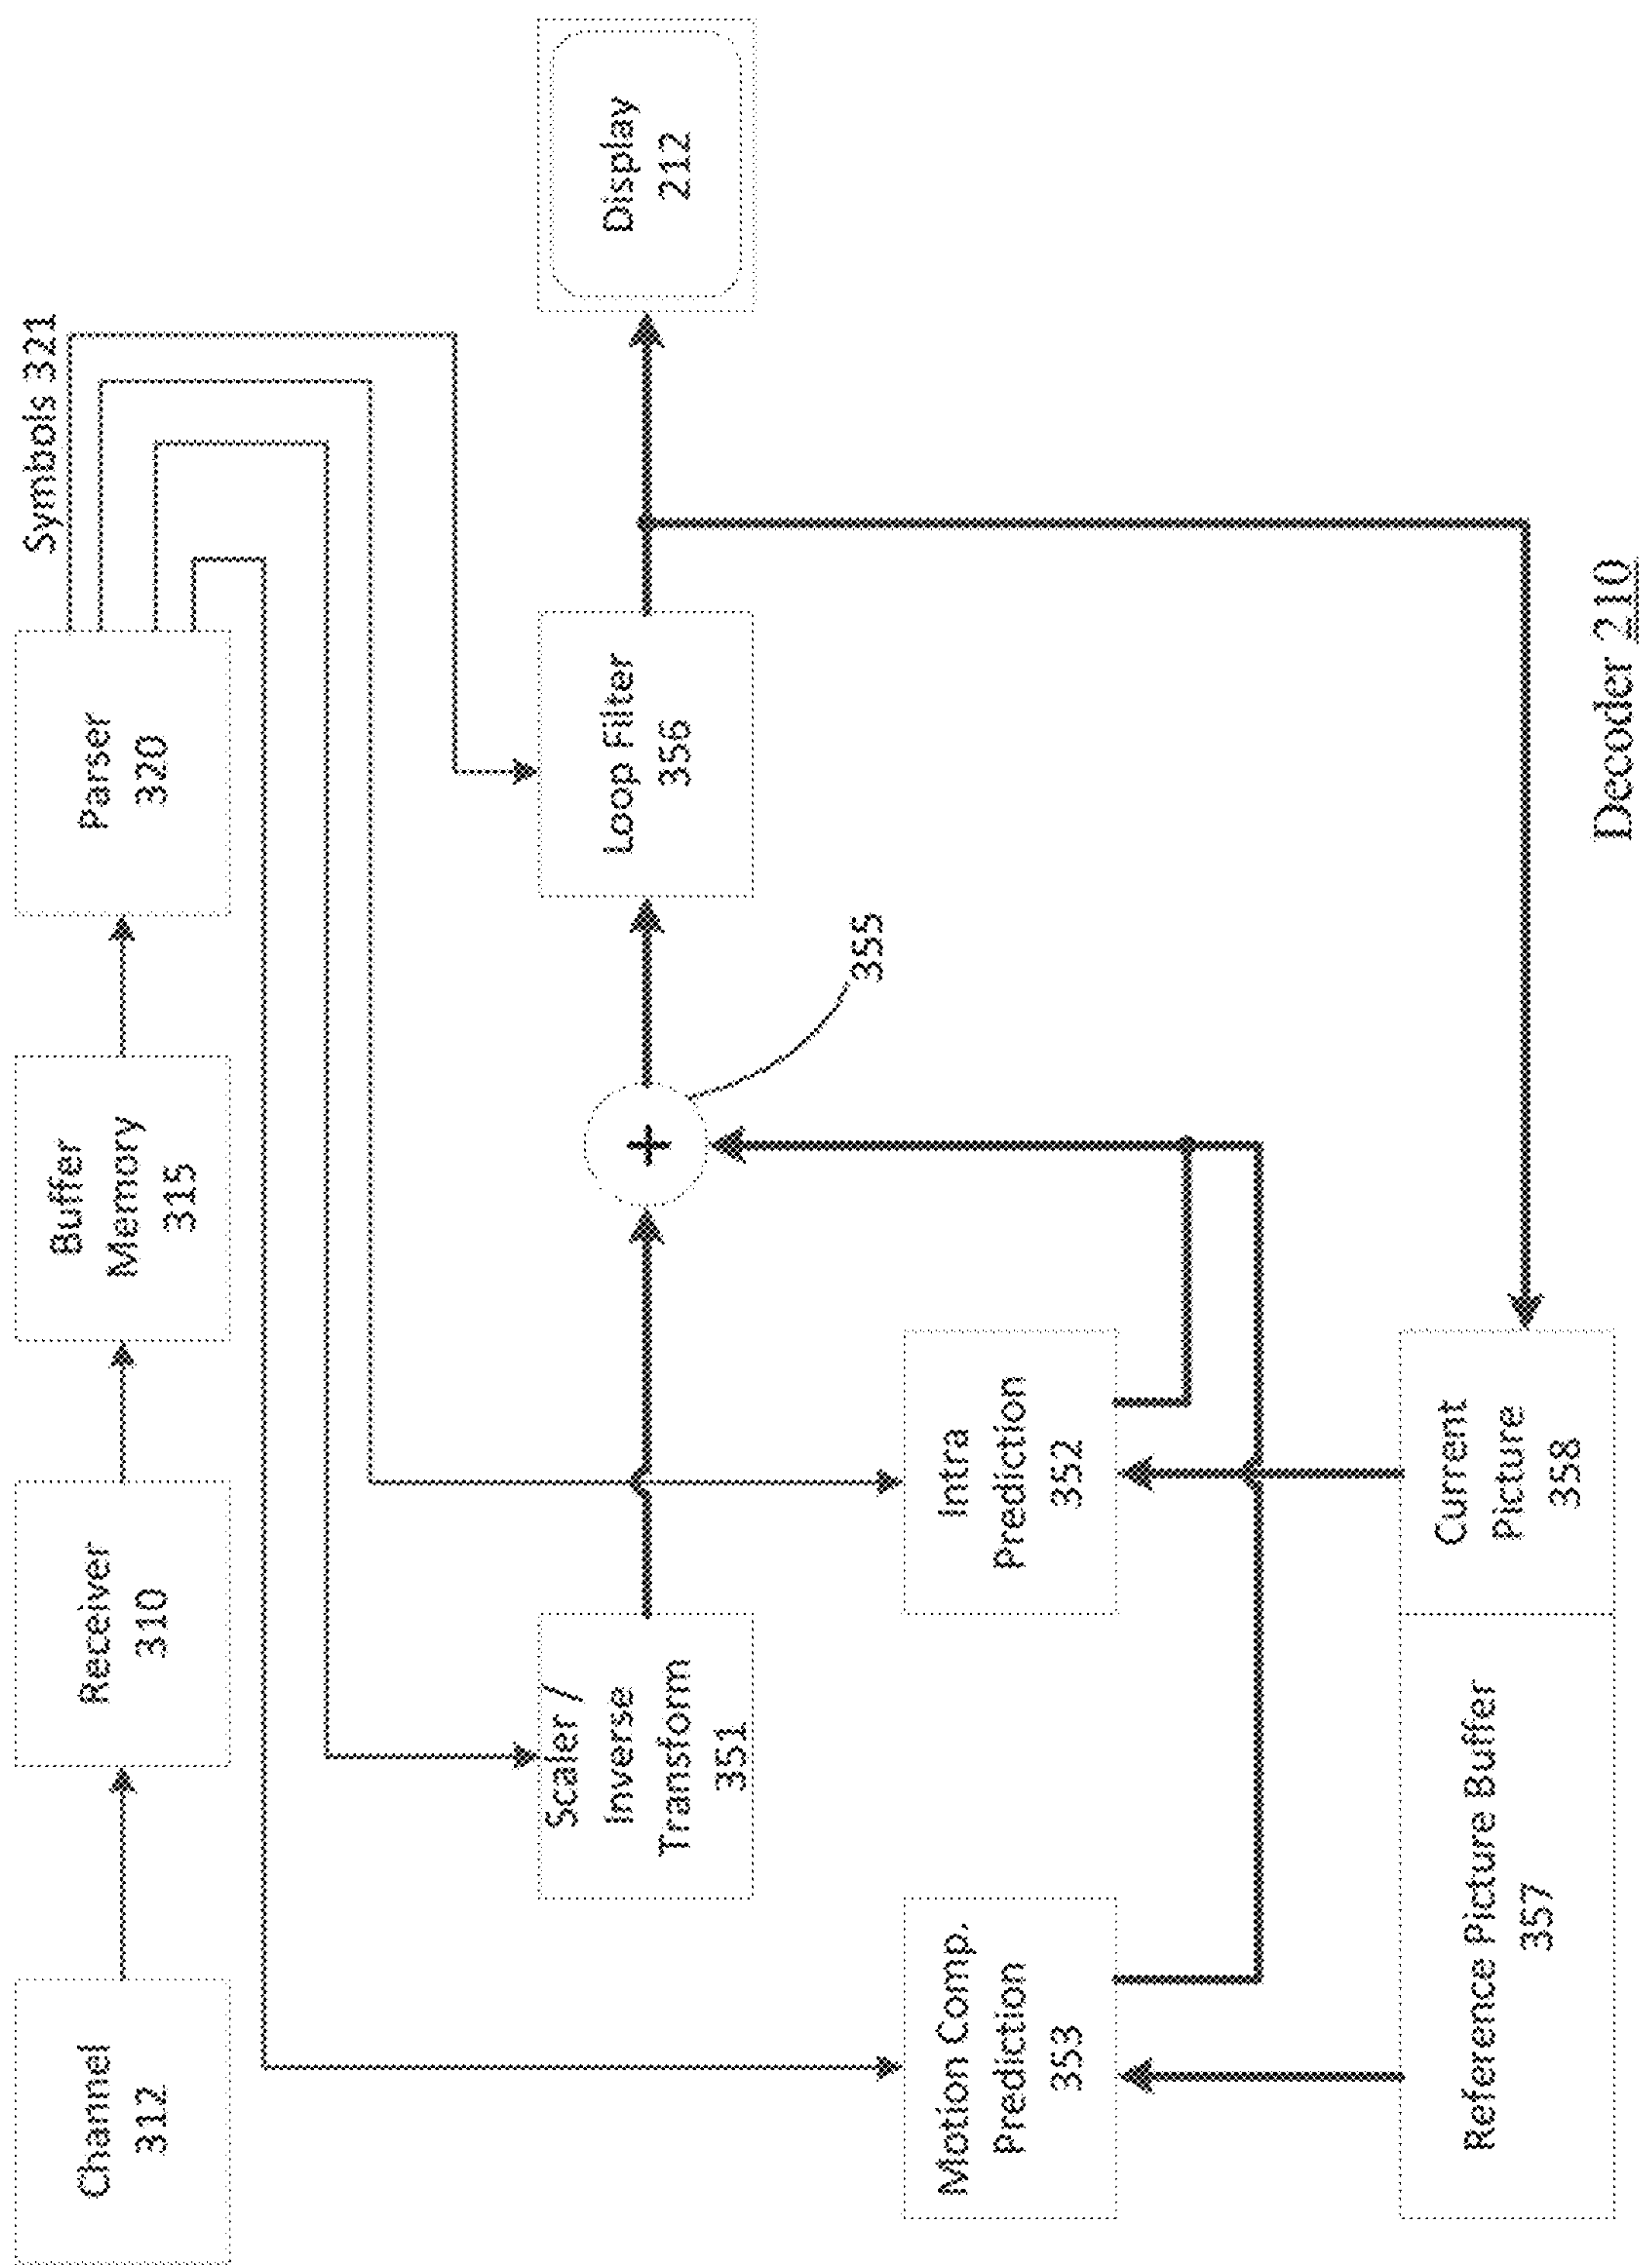 Channel
312
Receiver
310
Buffer
Memory
315
Parser
320
Symbols 321
Scaler /
Inverse
Transform
351
+
355
Loop Filter
356
Display
212
Motion Comp.
Prediction
353
Intra
Prediction
352
Reference Picture Buffer
357
Current
Picture
358
Decoder 210